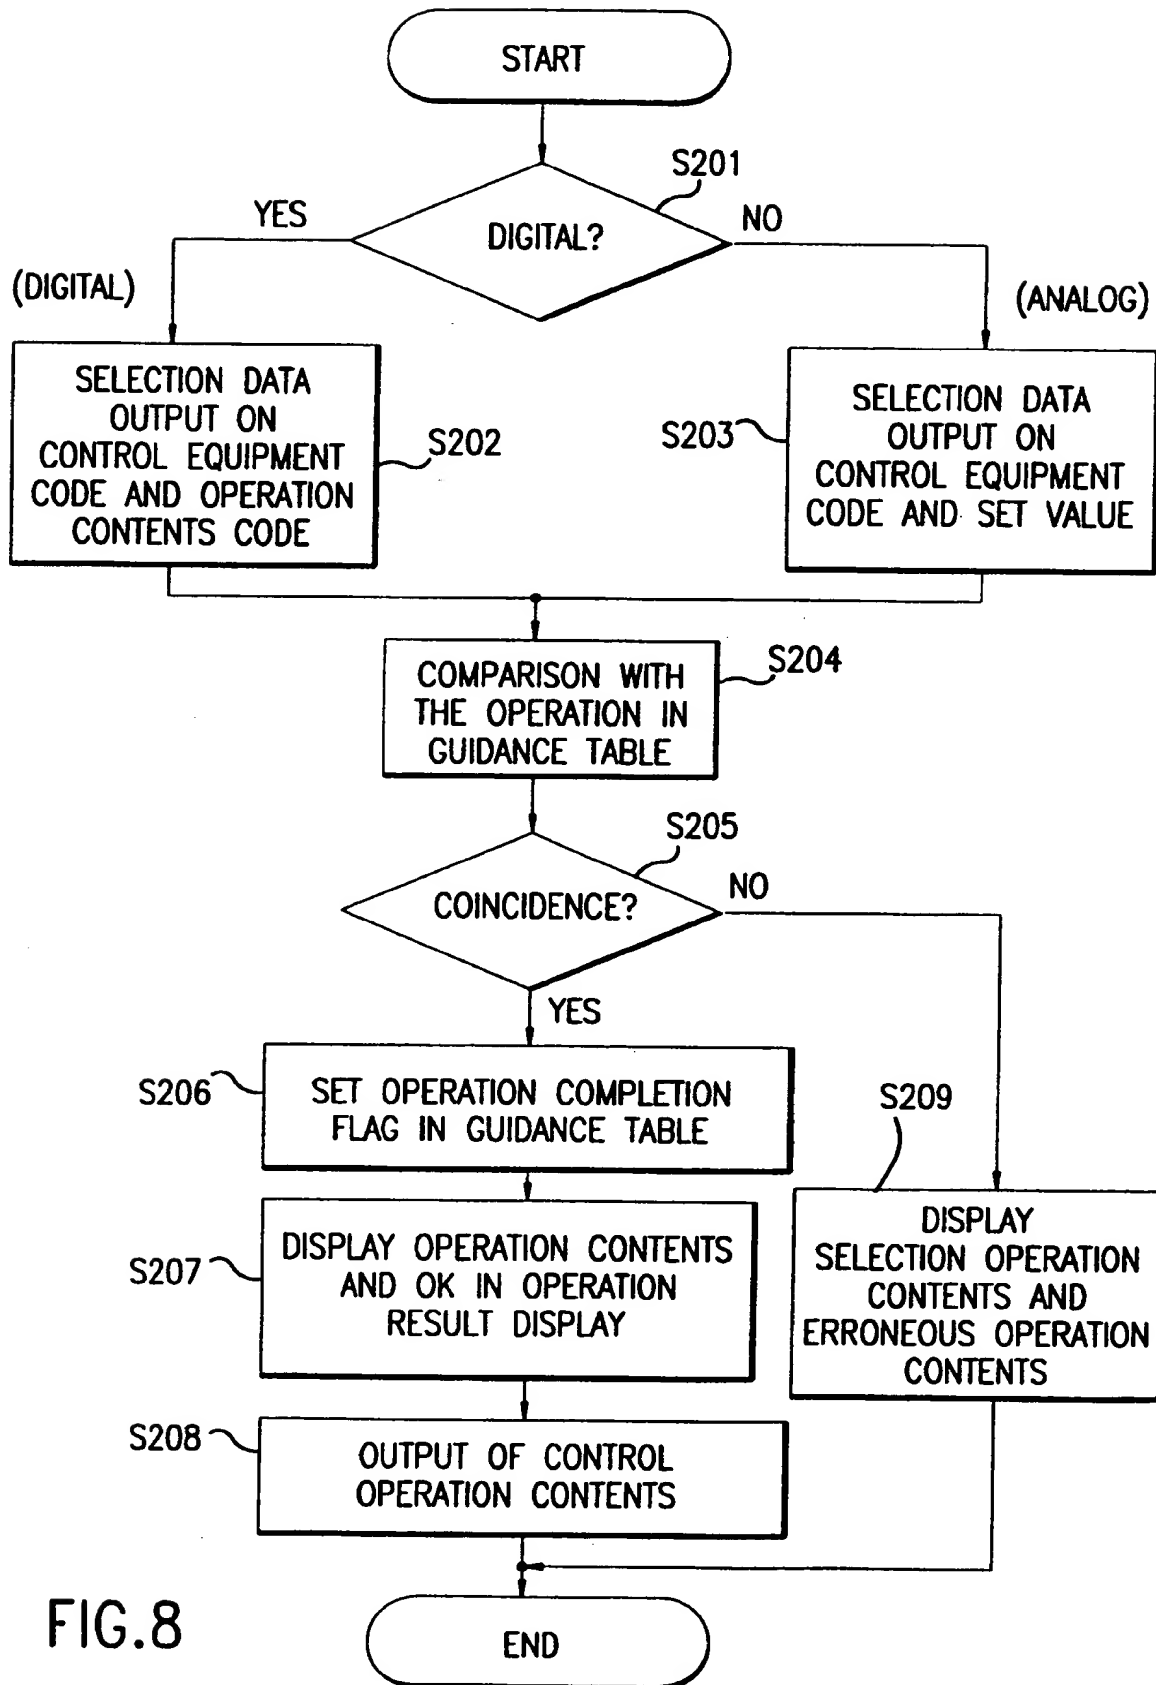 START
S201
DIGITAL?
YES
NO
(DIGITAL)
(ANALOG)
SELECTION DATA
OUTPUT ON
CONTROL EQUIPMENT
CODE AND OPERATION
CONTENTS CODE
S202
S203
SELECTION DATA
OUTPUT ON
CONTROL EQUIPMENT
CODE AND SET VALUE
COMPARISON WITH
THE OPERATION IN
GUIDANCE TABLE
S204
S205
COINCIDENCE?
NO
YES
S206
SET OPERATION COMPLETION
FLAG IN GUIDANCE TABLE
S209
S207
DISPLAY OPERATION CONTENTS
AND OK IN OPERATION
RESULT DISPLAY
DISPLAY
SELECTION OPERATION
CONTENTS AND
ERRONEOUS OPERATION
CONTENTS
S208
OUTPUT OF CONTROL
OPERATION CONTENTS
FIG.8
END